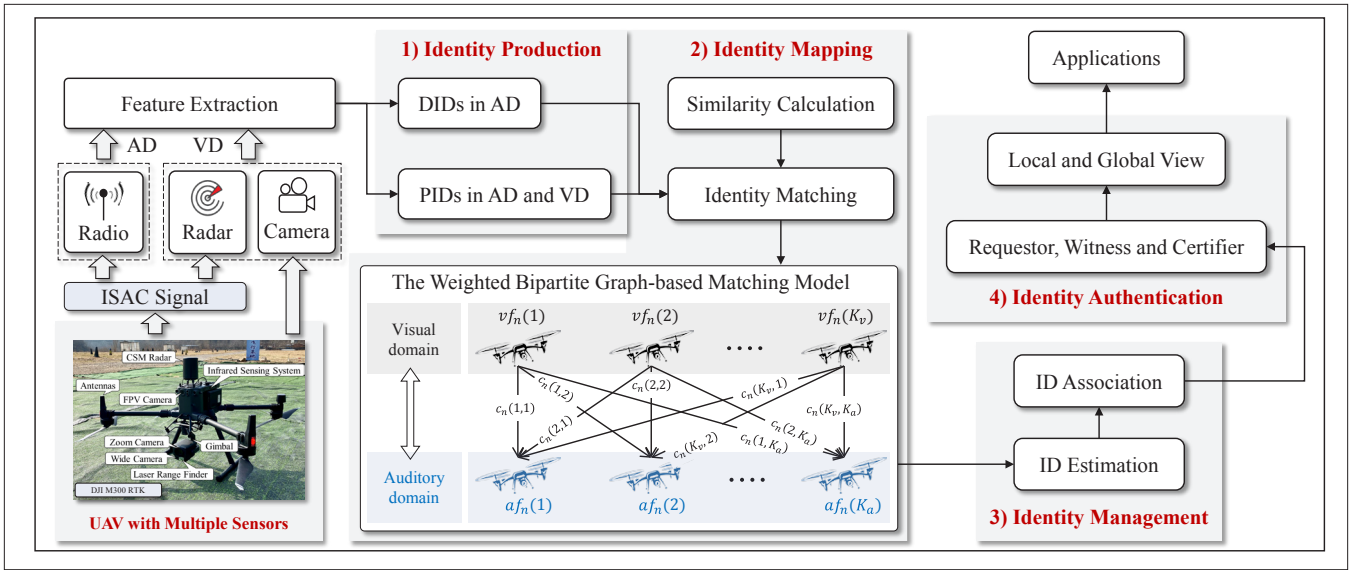 1) Identity Production
2) Identity Mapping
Applications
Feature Extraction
DIDs in AD
Similarity Calculation
AD
VD
Local and Global View
PIDs in AD and VD
Identity Matching
Radio
Radar
Camera
Requestor, Witness and Certifier
ISAC Signal
4) Identity Authentication
The Weighted Bipartite Graph-based Matching Model
Visual
domain
vf_n(1)
vf_n(2)
vf_n(K_v)
....
c_n(1,1)
c_n(1,2)
c_n(2,1)
c_n(2,2)
c_n(K_v,1)
c_n(K_v,2)
c_n(1,K_a)
c_n(2,K_a)
c_n(K_v,K_a)
Auditory
domain
....
af_n(1)
af_n(2)
af_n(K_a)
CSM Radar
Antennas
Infrared Sensing System
FPV Camera
Zoom Camera
Gimbal
Wide Camera
Laser Range Finder
DJI M300 RTK
UAV with Multiple Sensors
ID Association
ID Estimation
3) Identity Management